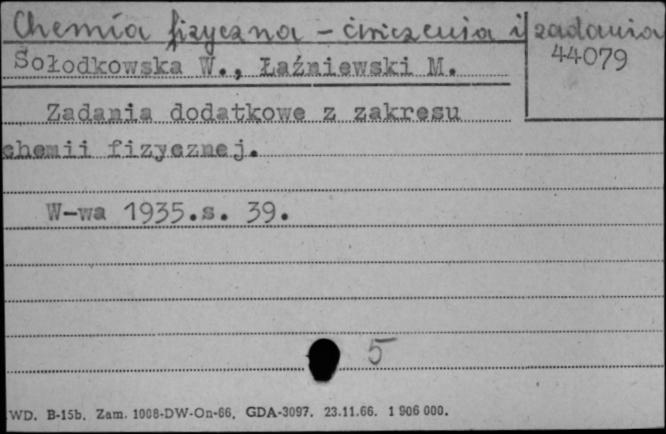 Chemia fizyczna - ćwiczenia i zadania
44079
Sołodkowska W., Łaźniewski M.
Zadania dodatkowe z zakresu
chemii fizycznej.
W-wa 1935.s. 39.
5
WD. B-15b. Zam. 1008-DW-On-66. GDA-3097. 23.11.66. 1 906 000.